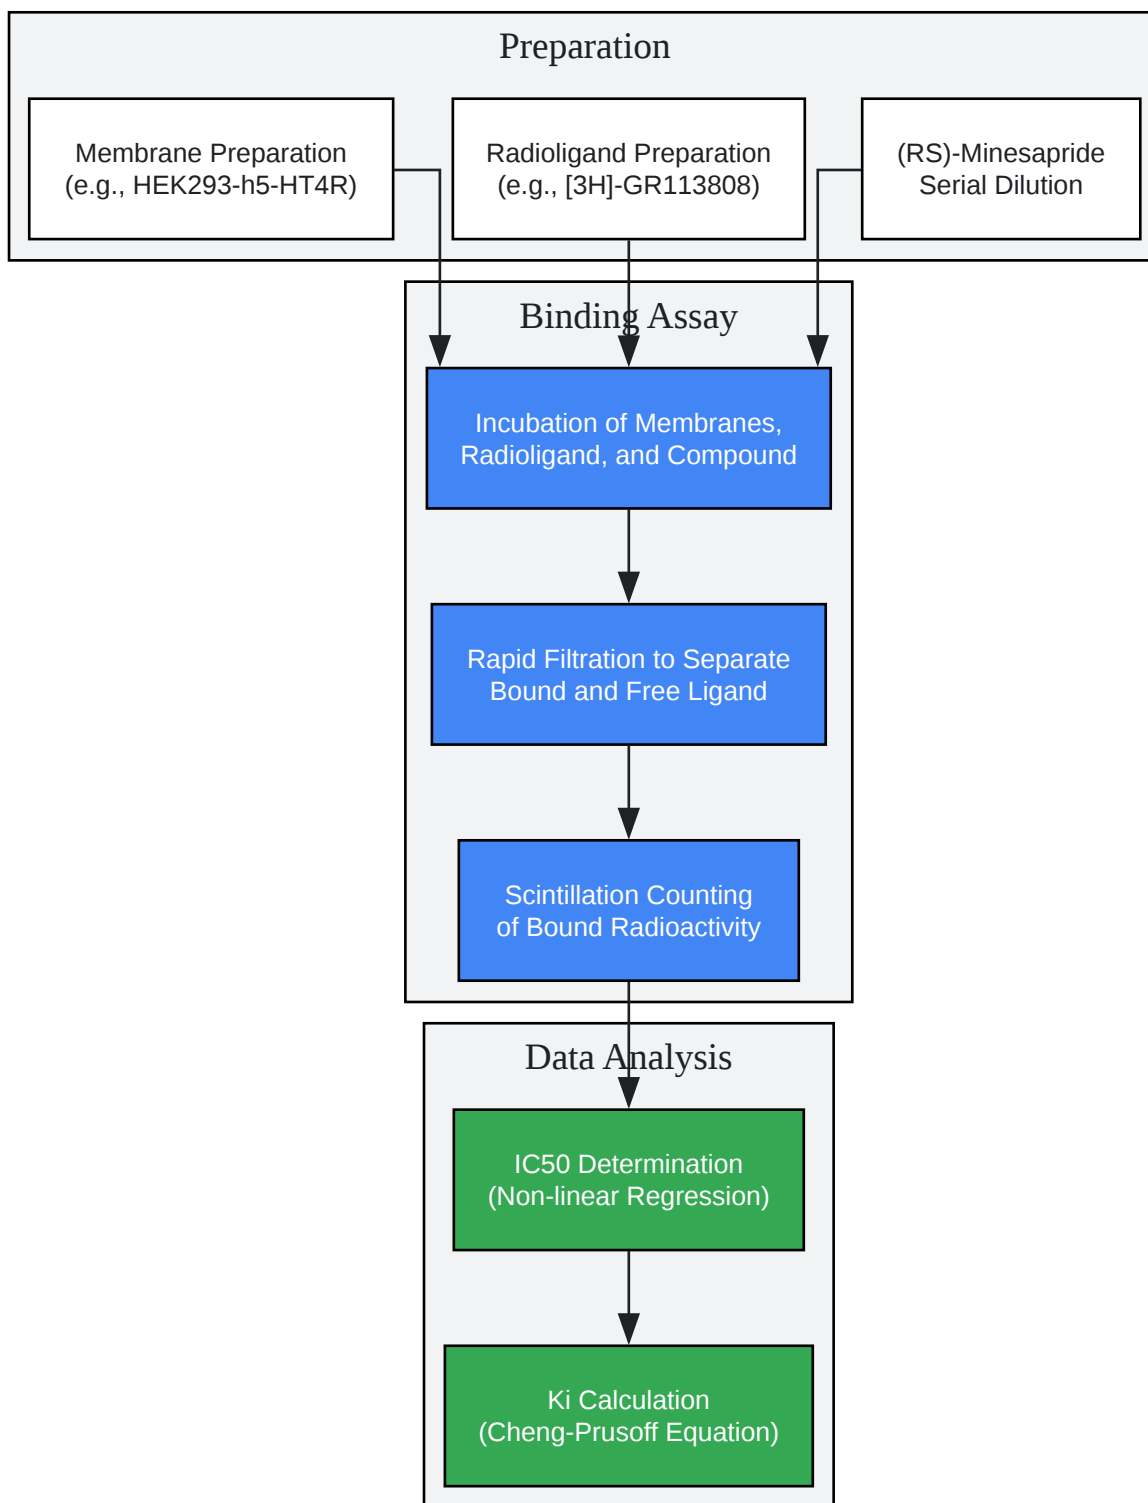 Preparation
Membrane Preparation
(e.g., HEK293-h5-HT4R)
Radioligand Preparation
(e.g., [3H]-GR113808)
(RS)-Minesapride
Serial Dilution
Binding Assay
Incubation of Membranes,
Radioligand, and Compound
Rapid Filtration to Separate
Bound and Free Ligand
Scintillation Counting
of Bound Radioactivity
Data Analysis
IC50 Determination
(Non-linear Regression)
Ki Calculation
(Cheng-Prusoff Equation)